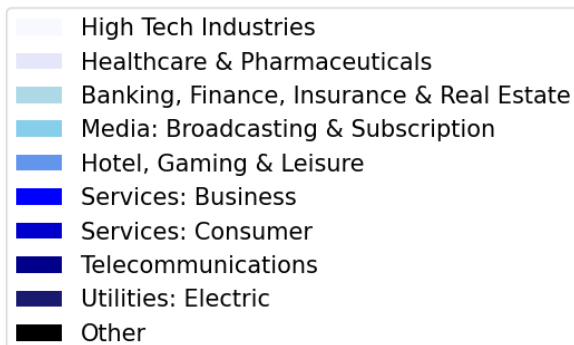 High Tech Industries
Healthcare & Pharmaceuticals
Banking, Finance, Insurance & Real Estate
Media: Broadcasting & Subscription
Hotel, Gaming & Leisure
Services: Business
Services: Consumer
Telecommunications
Utilities: Electric
Other